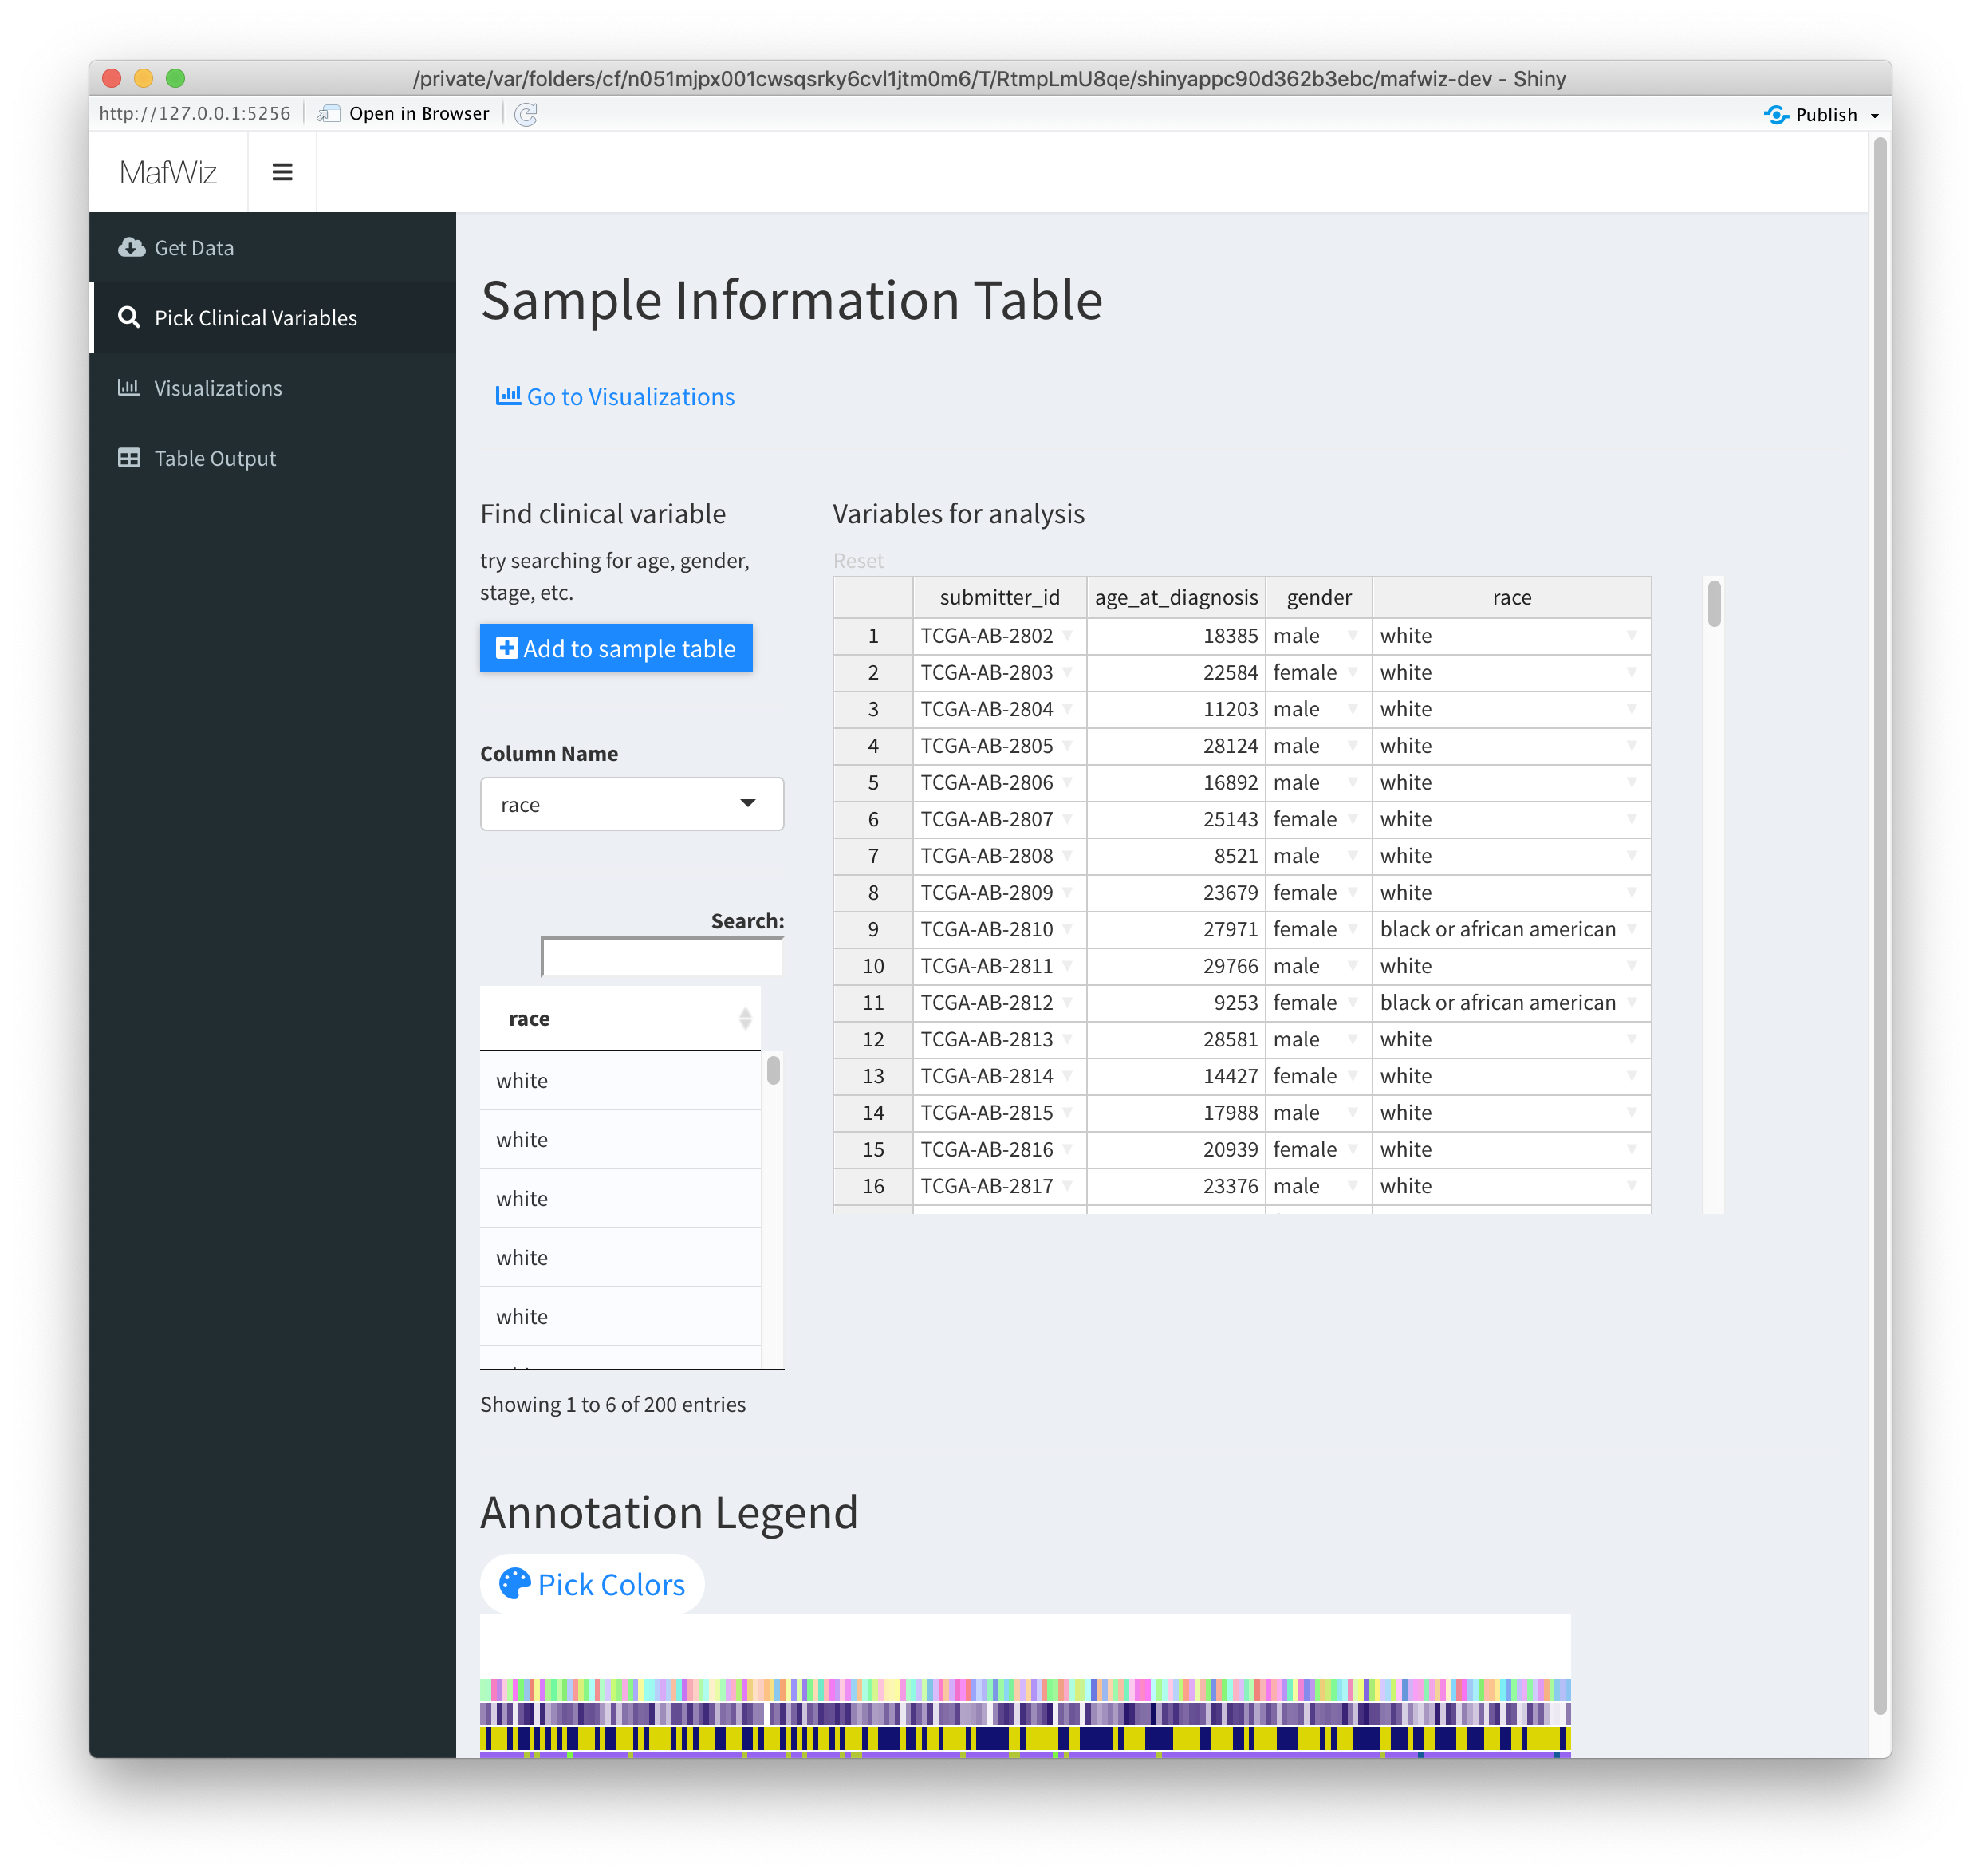 /private/var/folders/cf/n051mjpx001cwsqsrky6cvl1jtm0m6/T/RtmpLmU8qe/shinyappc90d362b3ebc/mafwiz-dev - Shiny
http://127.0.0.1:5256 Open in Browser Publish
MafWiz
Get Data
Pick Clinical Variables
Visualizations
Table Output
Sample Information Table
Go to Visualizations
Find clinical variable
try searching for age, gender,
stage, etc.
Add to sample table
Column Name
race
Search:
race
white
white
white
white
white
Showing 1 to 6 of 200 entries
Variables for analysis
Reset
submitter_id age_at_diagnosis gender race
1 TCGA-AB-2802 18385 male white
2 TCGA-AB-2803 22584 female white
3 TCGA-AB-2804 11203 male white
4 TCGA-AB-2805 28124 male white
5 TCGA-AB-2806 16892 male white
6 TCGA-AB-2807 25143 female white
7 TCGA-AB-2808 8521 male white
8 TCGA-AB-2809 23679 female white
9 TCGA-AB-2810 27971 female black or african american
10 TCGA-AB-2811 29766 male white
11 TCGA-AB-2812 9253 female black or african american
12 TCGA-AB-2813 28581 male white
13 TCGA-AB-2814 14427 female white
14 TCGA-AB-2815 17988 male white
15 TCGA-AB-2816 20939 female white
16 TCGA-AB-2817 23376 male white
Annotation Legend
Pick Colors